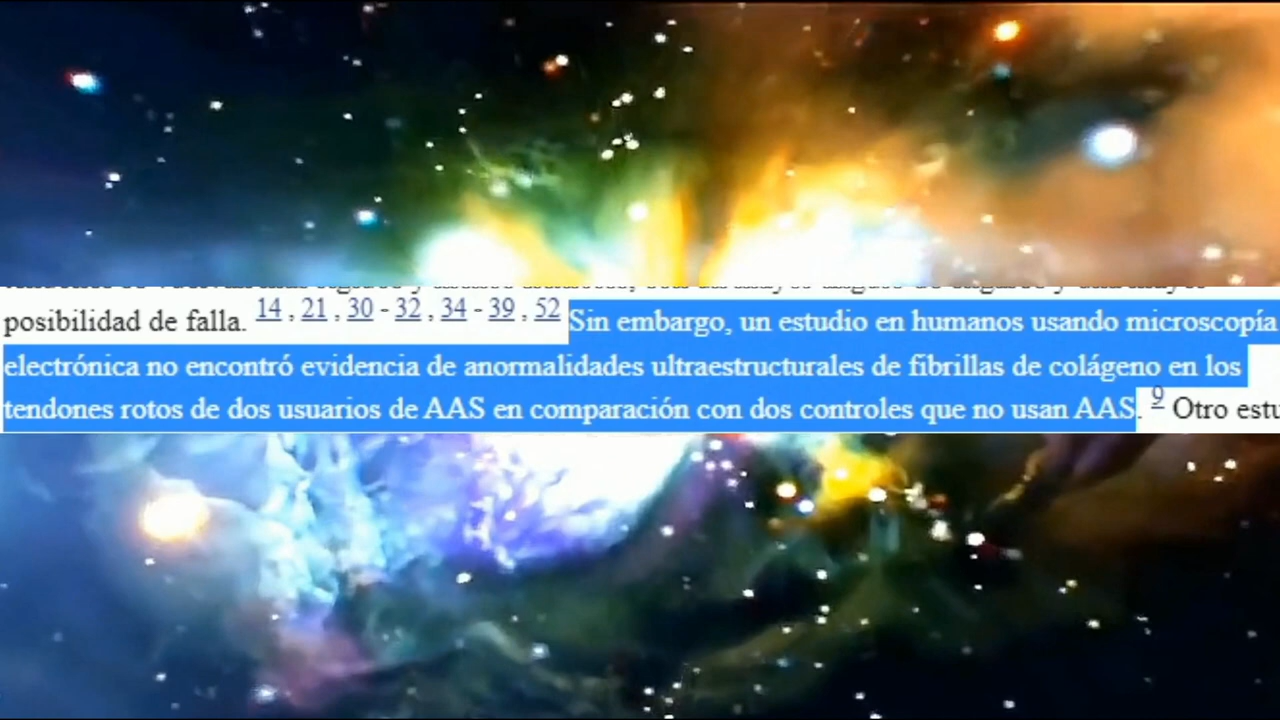 posibilidad de falla. 14 , 21 , 30 - 32 , 34 - 39 , 52 Sin embargo, un estudio en humanos usando microscopía
electrónica no encontró evidencia de anormalidades ultraestructurales de fibrillas de colágeno en los
tendones rotos de dos usuarios de AAS en comparación con dos controles que no usan AAS. 9 Otro estu